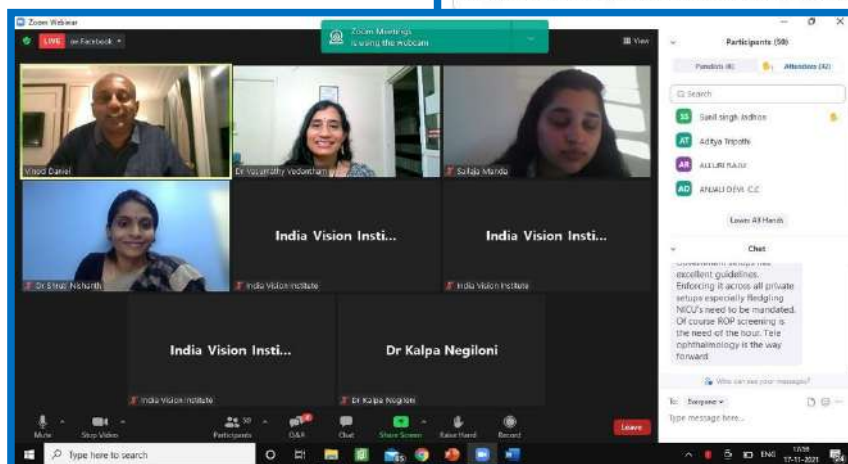 Zoom Webinar
LIVE on Facebook
Zoom Meetings
is using the webcam
View
Participants (50)
Panelists (8)
Attendees (42)
Search
SS Sunil singh Jadhon
AT Aditya Tripathi
AR ALLURI RAJU
AD ANJALI DEVI. C.C
Lower All Hands
Chat
excellent guidelines.
Enforcing it across all private
setups especially fledgling
NICU's need to be mandated.
Of course ROP screening is
the need of the hour. Tele
ophthalmology is the way
forward
Who can see your messages?
To: Everyone
Type message here...
Vinod Daniel
Dr Vasumathy Vedantham
Sailaja Manda
Dr Shruti Nishanth
India Vision Insti...
India Vision Institute
India Vision Insti...
India Vision Institute
India Vision Insti...
India Vision Institute
Dr Kalpa Negiloni
Dr Kalpa Negiloni
Mute
Stop Video
50
Participants
Q&A
Chat
Share Screen
Raise Hand
Record
Leave
Type here to search
ENG
17-11-2021